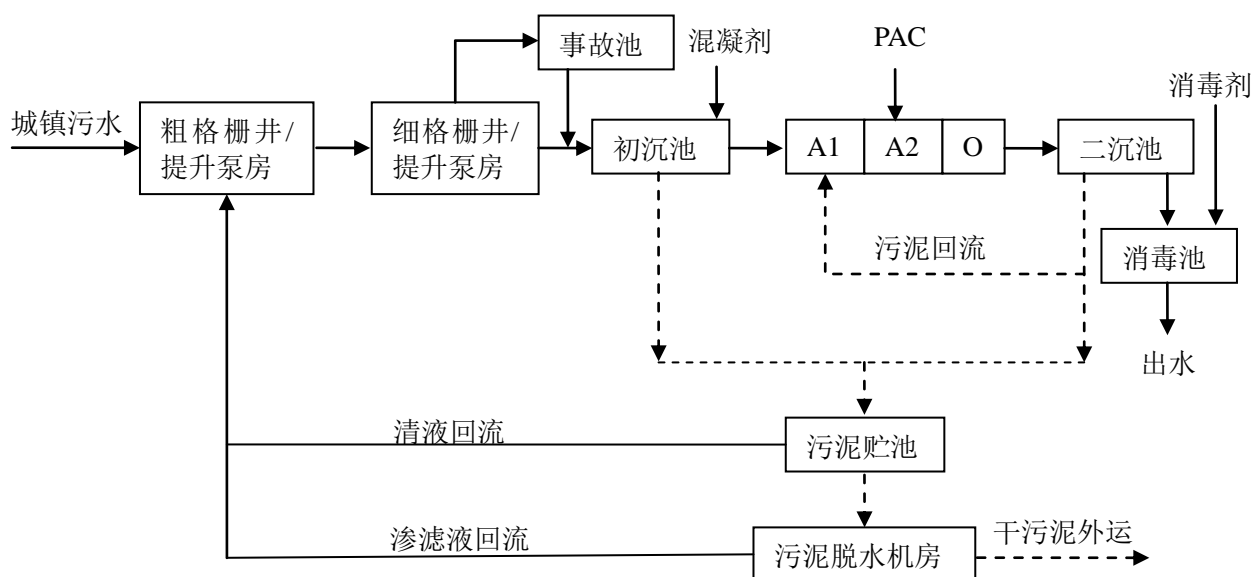 事故池
混凝剂
PAC
消毒剂
城镇污水
粗格栅井/
提升泵房
细格栅井/
提升泵房
初沉池
A1
A2
O
二沉池
污泥回流
消毒池
出水
清液回流
污泥贮池
渗滤液回流
污泥脱水机房
干污泥外运